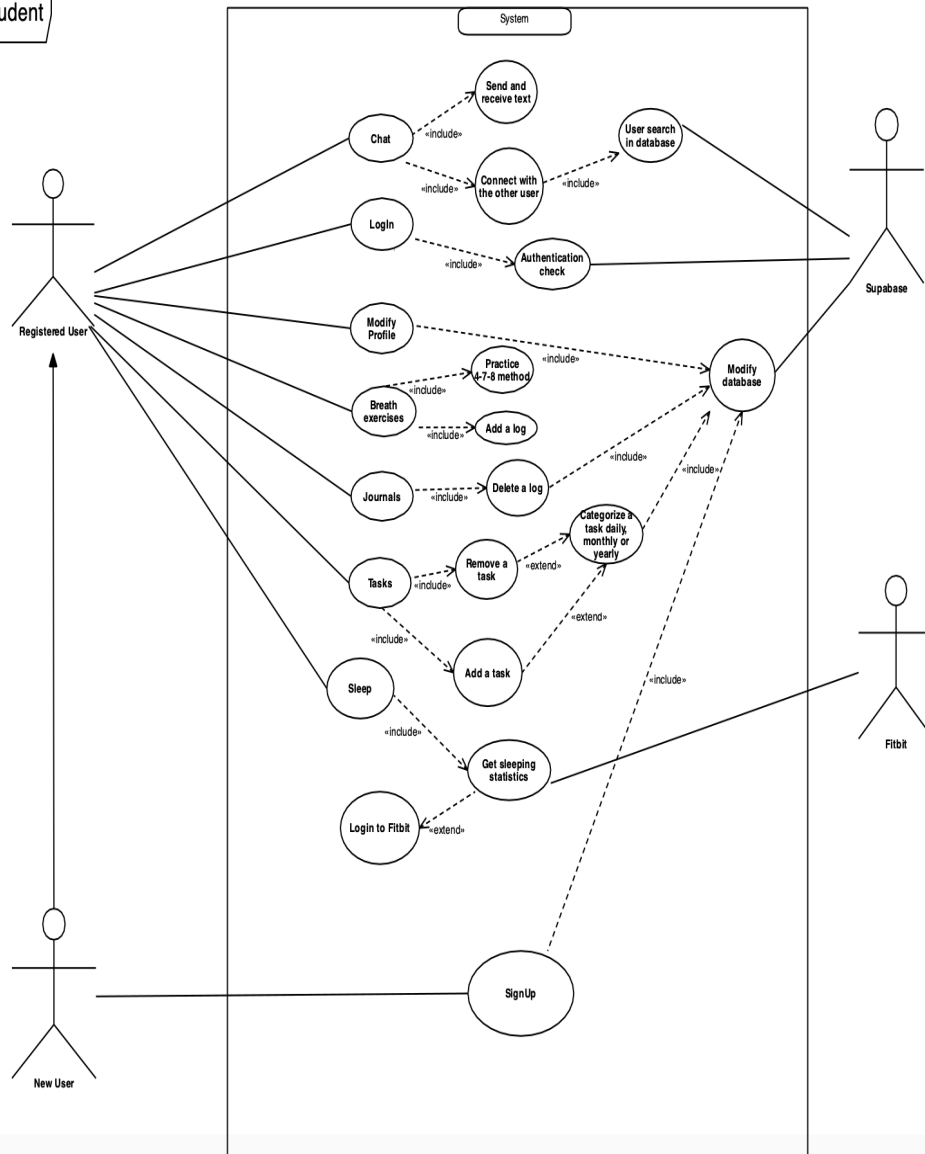 System
Send and
receive text
«include»
Chat
User search
in database
«include»
Connect with
the other user
«include»
LogIn
«include»
Authentication
check
Supabase
Registered User
Modify
Profile
«include»
Practice
4-7-8 method
«include»
Modify
database
Breath
exercises
Add a log
«include»
«include»
«include»
Journals
«include»
Delete a log
Categorize a
task daily,
monthly or
yearly
Remove a
task
«extend»
Tasks
«include»
«extend»
«include»
Add a task
«include»
Sleep
«include»
Fitbit
Get sleeping
statistics
Login to Fitbit
«extend»
SignUp
New User